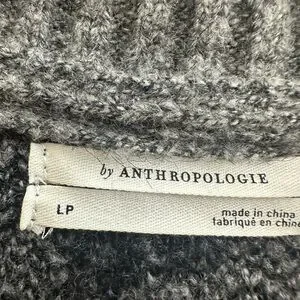 by ANTHROPOLOGIE
LP
made in china
fabriqué en chine